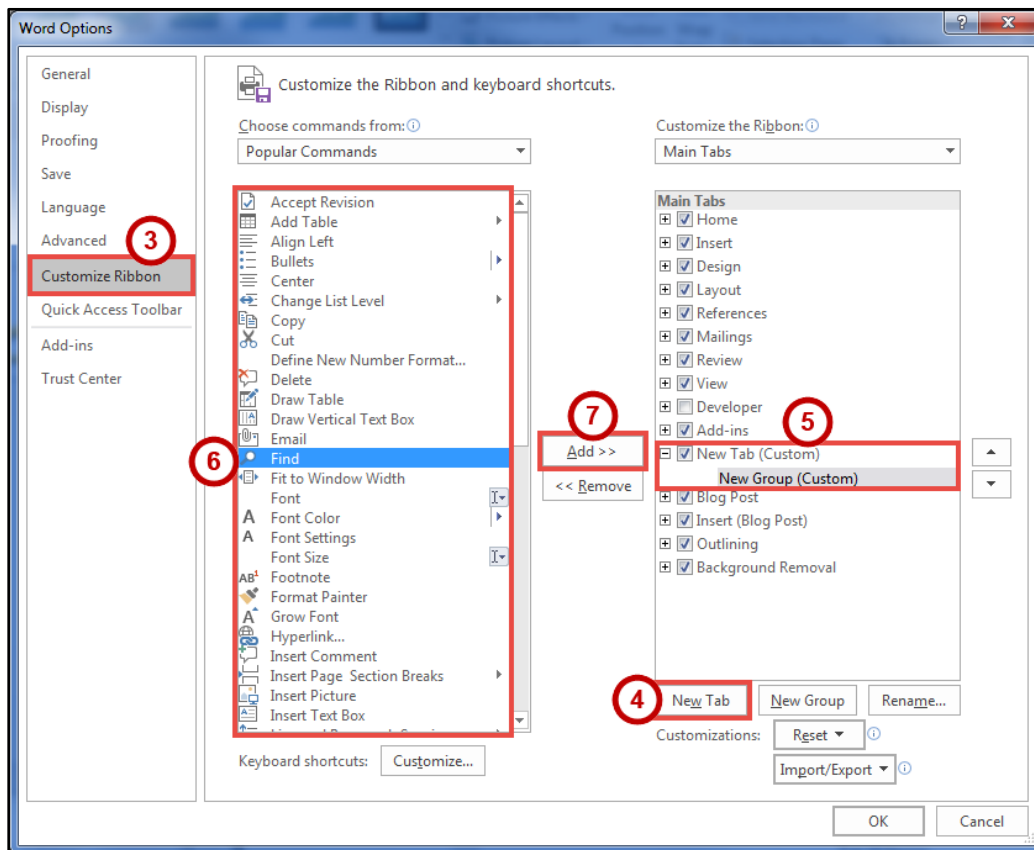 Word Options
General
Display
Proofing
Save
Language
Advanced
3
Customize Ribbon
Quick Access Toolbar
Add-ins
Trust Center
Customize the Ribbon and keyboard shortcuts.
Choose commands from:
Popular Commands
Accept Revision
Add Table
Align Left
Bullets
Center
Change List Level
Copy
Cut
Define New Number Format...
Delete
Draw Table
Draw Vertical Text Box
Email
6
Find
Fit to Window Width
Font
Font Color
Font Settings
Font Size
Footnote
Format Painter
Grow Font
Hyperlink...
Insert Comment
Insert Page Section Breaks
Insert Picture
Insert Text Box
Keyboard shortcuts: Customize...
7
Add >>
<< Remove
Customize the Ribbon:
Main Tabs
Main Tabs
Home
Insert
Design
Layout
References
Mailings
Review
View
Developer
5
Add-ins
New Tab (Custom)
New Group (Custom)
Blog Post
Insert (Blog Post)
Outlining
Background Removal
4
New Tab New Group Rename...
Customizations: Reset
Import/Export
OK Cancel